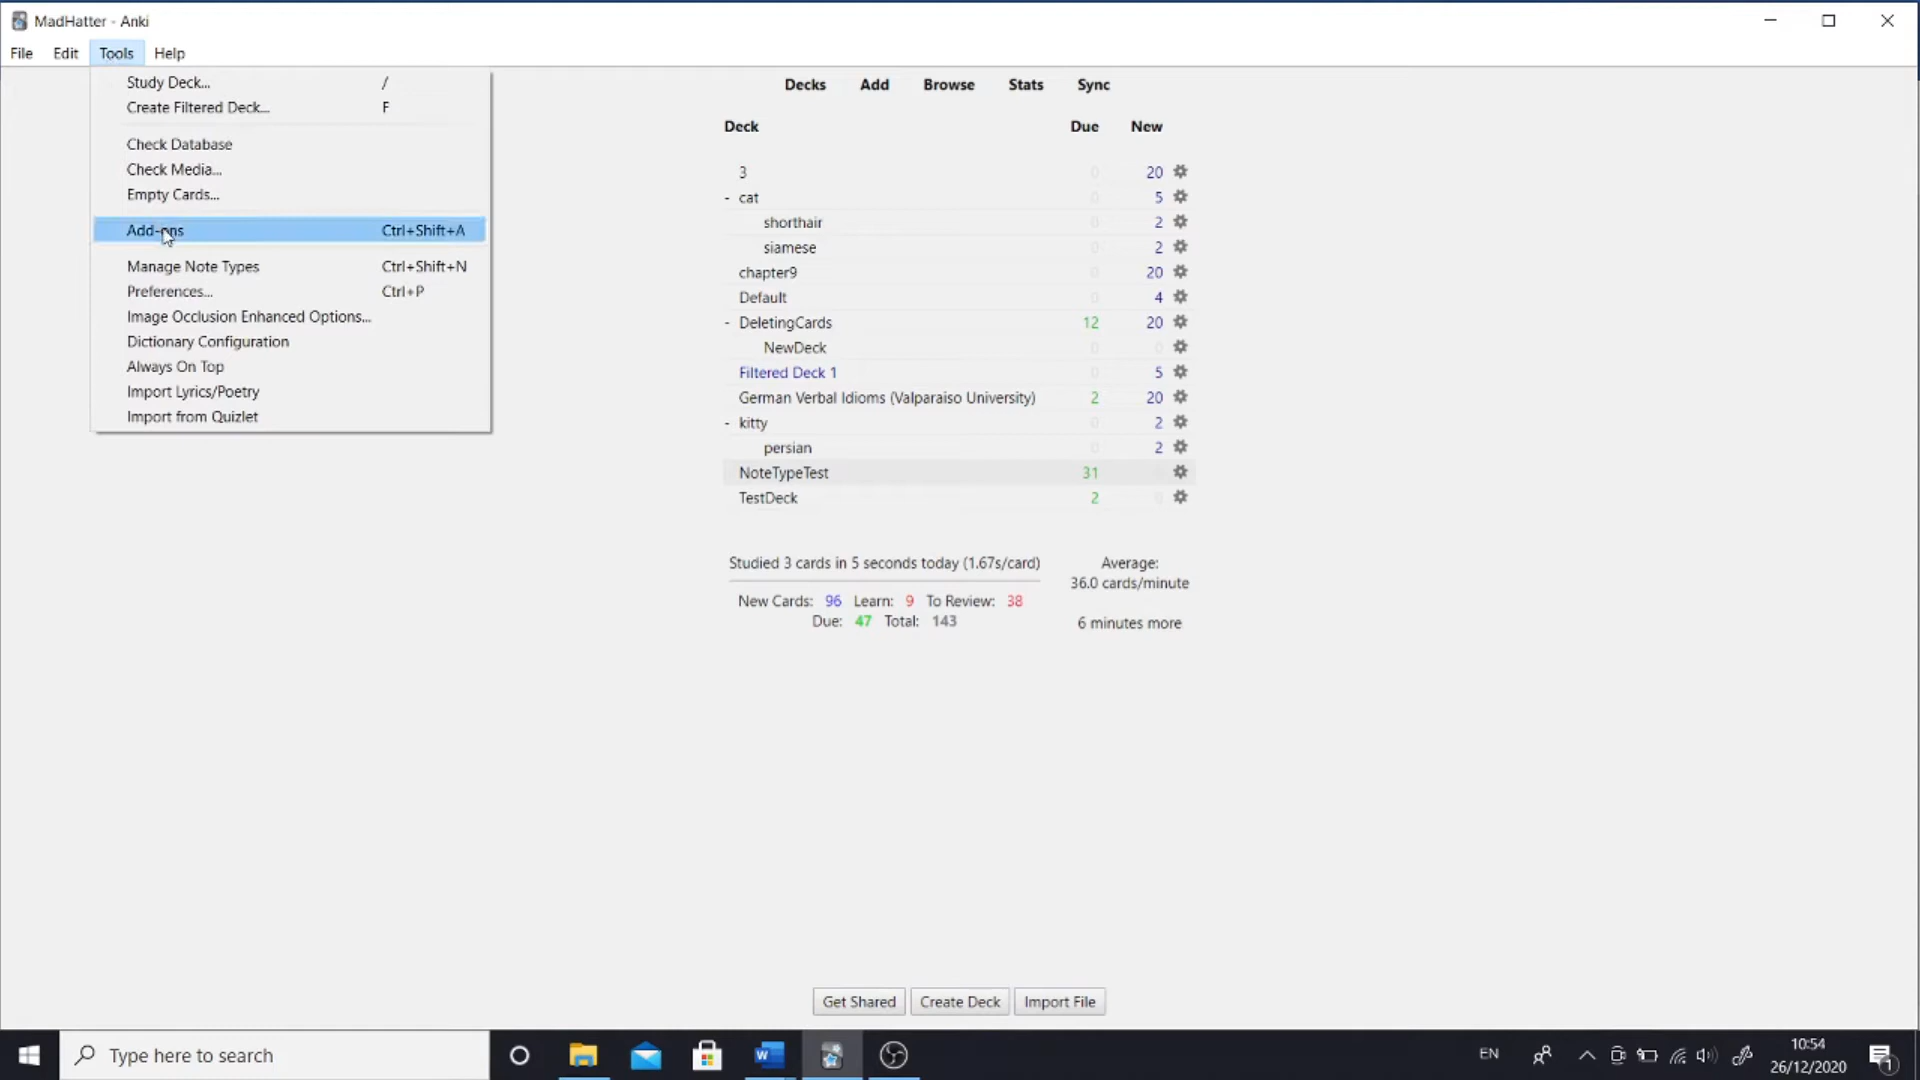 MadHatter - Anki
File Edit Tools Help
Study Deck... /
Create Filtered Deck... F
Check Database
Check Media...
Empty Cards...
Add-ons Ctrl+Shift+A
Manage Note Types Ctrl+Shift+N
Preferences... Ctrl+P
Image Occlusion Enhanced Options...
Dictionary Configuration
Always On Top
Import Lyrics/Poetry
Import from Quizlet
Decks Add Browse Stats Sync
Deck Due New
3 0 20
- cat 0 5
shorthair 0 2
siamese 0 2
chapter9 0 20
Default 0 4
- DeletingCards 12 20
NewDeck 0 0
Filtered Deck 1 0 5
German Verbal Idioms (Valparaiso University) 2 20
- kitty 0 2
persian 0 2
NoteTypeTest 31
TestDeck 2 0
Studied 3 cards in 5 seconds today (1.67s/card)
New Cards: 96 Learn: 9 To Review: 38
Due: 47 Total: 143
Average:
36.0 cards/minute
6 minutes more
Get Shared Create Deck Import File
Type here to search
EN
10:54
26/12/2020
1